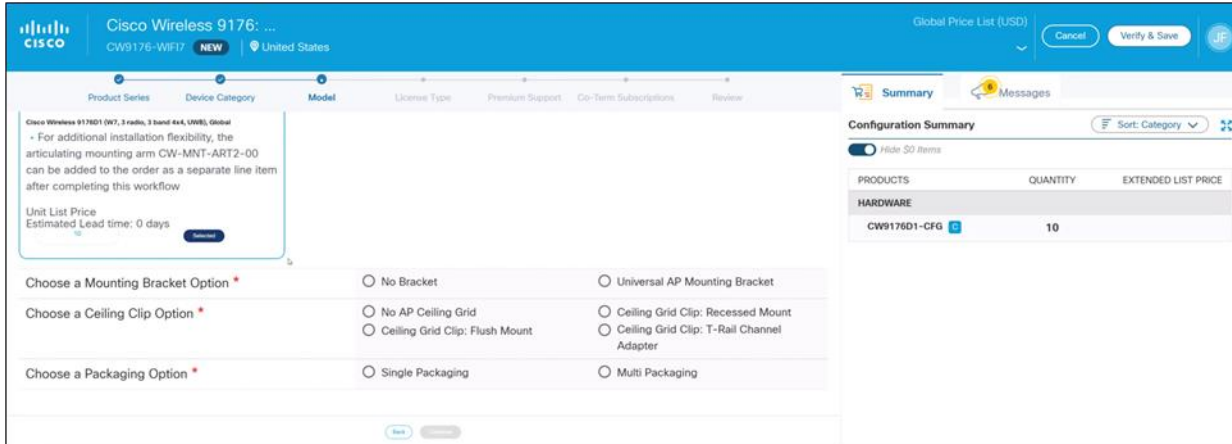 CISCO
Cisco Wireless 9176: ...
CW9176-WIFI7 NEW United States
Global Price List (USD)
Cancel
Verify & Save
JF
Product Series
Device Category
Model
License Type
Premium Support
Co-Term Subscriptions
Review
Cisco Wireless 9176D1 (W7, 3 radio, 3 band 4x4, UWB), Global
• For additional installation flexibility, the
articulating mounting arm CW-MNT-ART2-00
can be added to the order as a separate line item
after completing this workflow
Unit List Price
Estimated Lead time: 0 days
10
Selected
Choose a Mounting Bracket Option *
No Bracket
Universal AP Mounting Bracket
Choose a Ceiling Clip Option *
No AP Ceiling Grid
Ceiling Grid Clip: Recessed Mount
Ceiling Grid Clip: Flush Mount
Ceiling Grid Clip: T-Rail Channel
Adapter
Choose a Packaging Option *
Single Packaging
Multi Packaging
Back
Summary
6
Messages
Configuration Summary
Sort: Category
Hide $0 Items
PRODUCTS
QUANTITY
EXTENDED LIST PRICE
HARDWARE
CW9176D1-CFG C
10